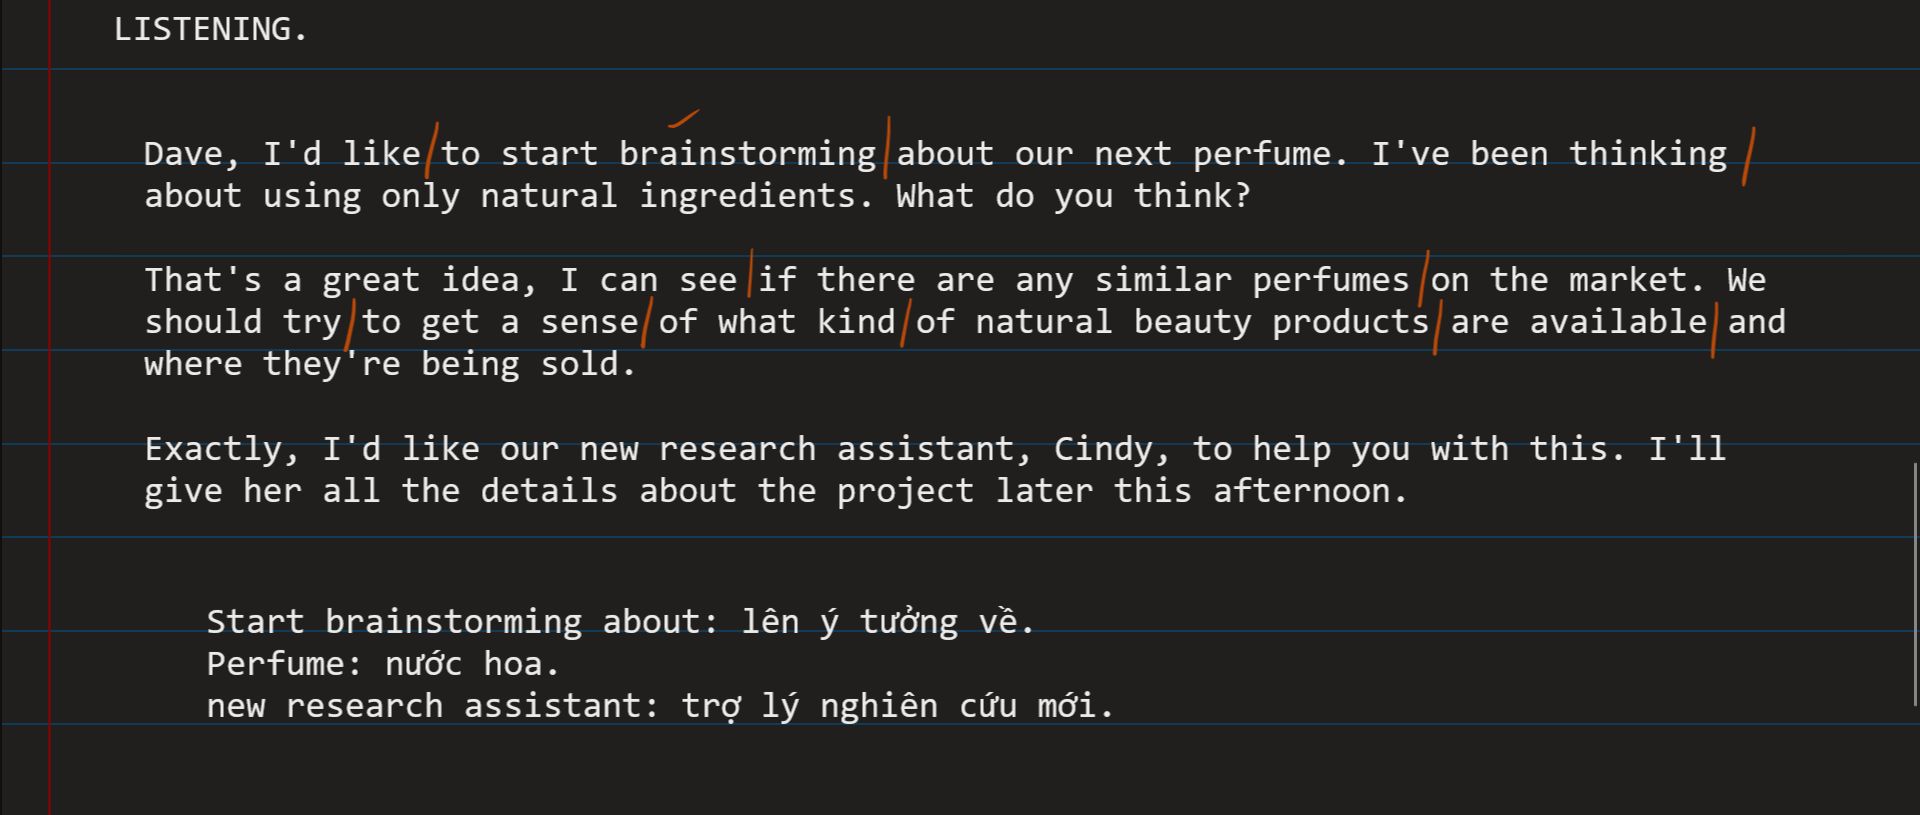 LISTENING.
Dave, I'd like to start brainstorming about our next perfume. I've been thinking
about using only natural ingredients. What do you think?
That's a great idea, I can see if there are any similar perfumes on the market. We
should try to get a sense of what kind of natural beauty products are available and
where they're being sold.
Exactly, I'd like our new research assistant, Cindy, to help you with this. I'll
give her all the details about the project later this afternoon.
Start brainstorming about: lên ý tưởng về.
Perfume: nước hoa.
new research assistant: trợ lý nghiên cứu mới.